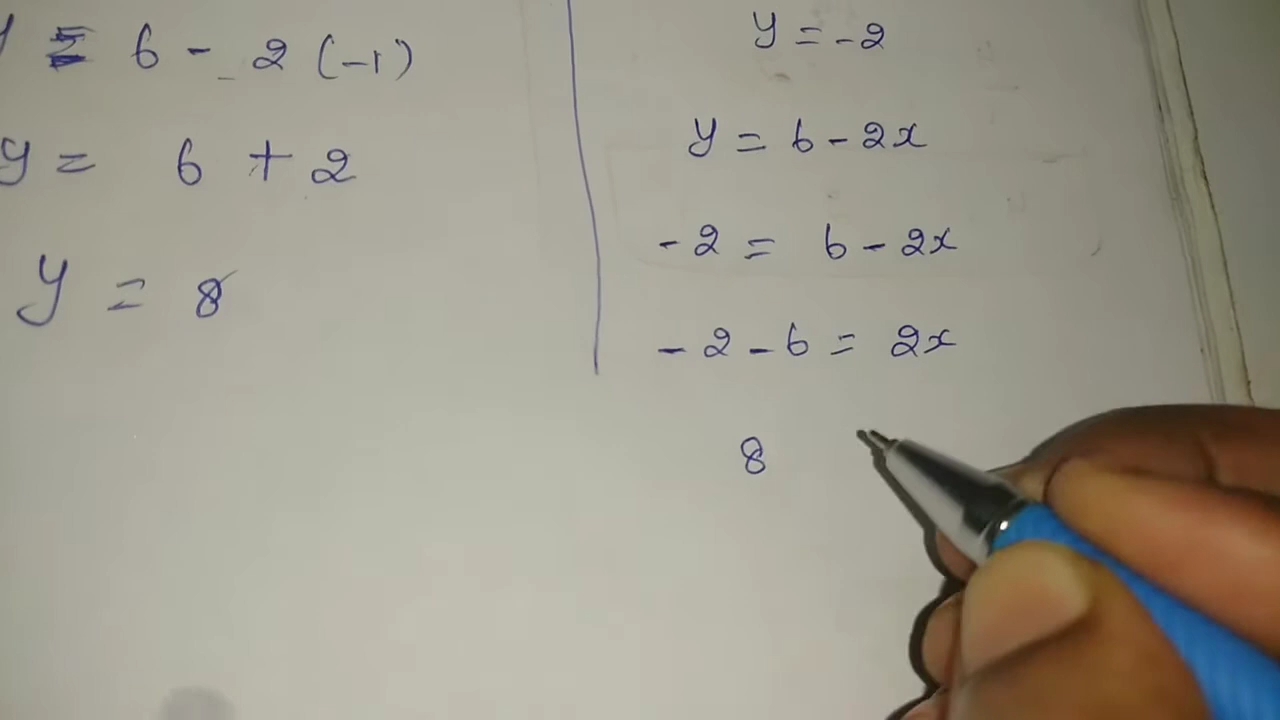 y = 6 - 2 (-1)
y = 6 + 2
y = 8
y = -2
y = 6 - 2x
-2 = 6 - 2x
-2 - 6 = 2x
8